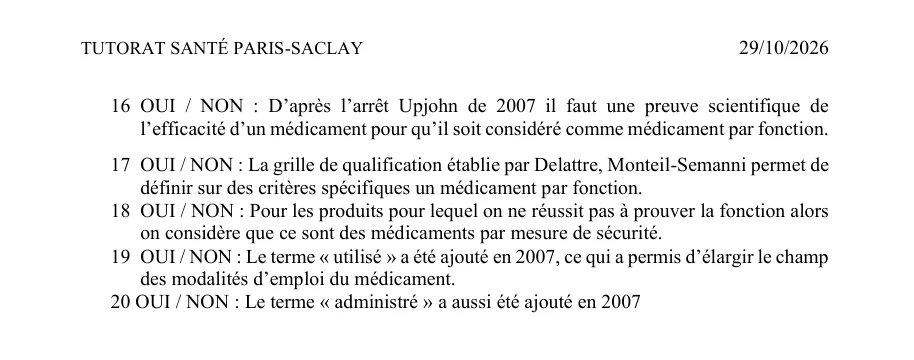 TUTORAT SANTÉ PARIS-SACLAY 29/10/2026
16 OUI / NON : D’après l’arrêt Upjohn de 2007 il faut une preuve scientifique de
l’efficacité d’un médicament pour qu’il soit considéré comme médicament par fonction.
17 OUI / NON : La grille de qualification établie par Delattre, Monteil-Semanni permet de
définir sur des critères spécifiques un médicament par fonction.
18 OUI / NON : Pour les produits pour lequel on ne réussit pas à prouver la fonction alors
on considère que ce sont des médicaments par mesure de sécurité.
19 OUI / NON : Le terme « utilisé » a été ajouté en 2007, ce qui a permis d’élargir le champ
des modalités d’emploi du médicament.
20 OUI / NON : Le terme « administré » a aussi été ajouté en 2007